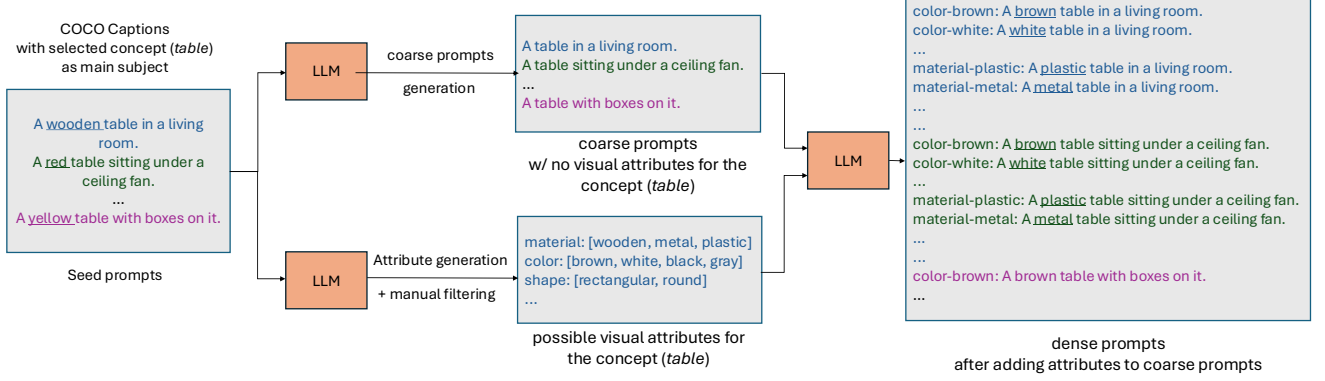 COCO Captions
with selected concept (table)
as main subject
A wooden table in a living
room.
A red table sitting under a
ceiling fan.
...
A yellow table with boxes on it.
Seed prompts
LLM
coarse prompts
generation
A table in a living room.
A table sitting under a ceiling fan.
...
A table with boxes on it.
coarse prompts
w/ no visual attributes for the
concept (table)
LLM
Attribute generation
+ manual filtering
material: [wooden, metal, plastic]
color: [brown, white, black, gray]
shape: [rectangular, round]
...
possible visual attributes for
the concept (table)
LLM
color-brown: A brown table in a living room.
color-white: A white table in a living room.
...
material-plastic: A plastic table in a living room.
material-metal: A metal table in a living room.
...
...
color-brown: A brown table sitting under a ceiling fan.
color-white: A white table sitting under a ceiling fan.
...
material-plastic: A plastic table sitting under a ceiling fan.
material-metal: A metal table sitting under a ceiling fan.
...
...
color-brown: A brown table with boxes on it.
...
dense prompts
after adding attributes to coarse prompts